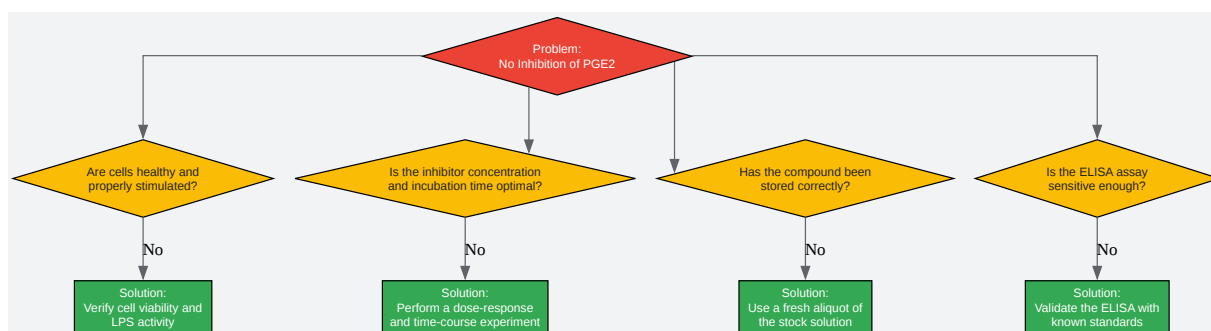 Problem:
No Inhibition of PGE2
Are cells healthy and
properly stimulated?
Is the inhibitor concentration
and incubation time optimal?
Has the compound been
stored correctly?
Is the ELISA assay
sensitive enough?
No
No
No
No
Solution:
Verify cell viability and
LPS activity
Solution:
Perform a dose-response
and time-course experiment
Solution:
Use a fresh aliquot of
the stock solution
Solution:
Validate the ELISA with
known standards